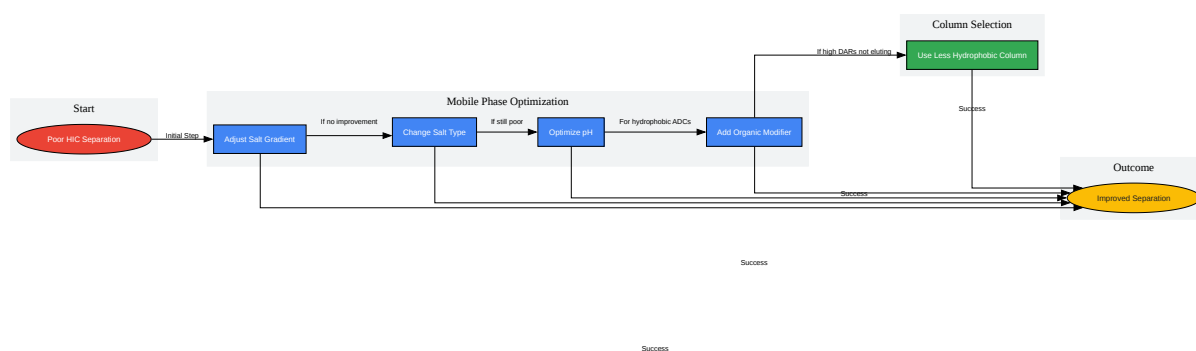 Column Selection
If high DARs not eluting
Use Less Hydrophobic Column
Start
Mobile Phase Optimization
Poor HIC Separation
Initial Step
Adjust Salt Gradient
If no improvement
Change Salt Type
If still poor
Optimize pH
For hydrophobic ADCs
Add Organic Modifier
Success
Outcome
Success
Improved Separation
Success
Success